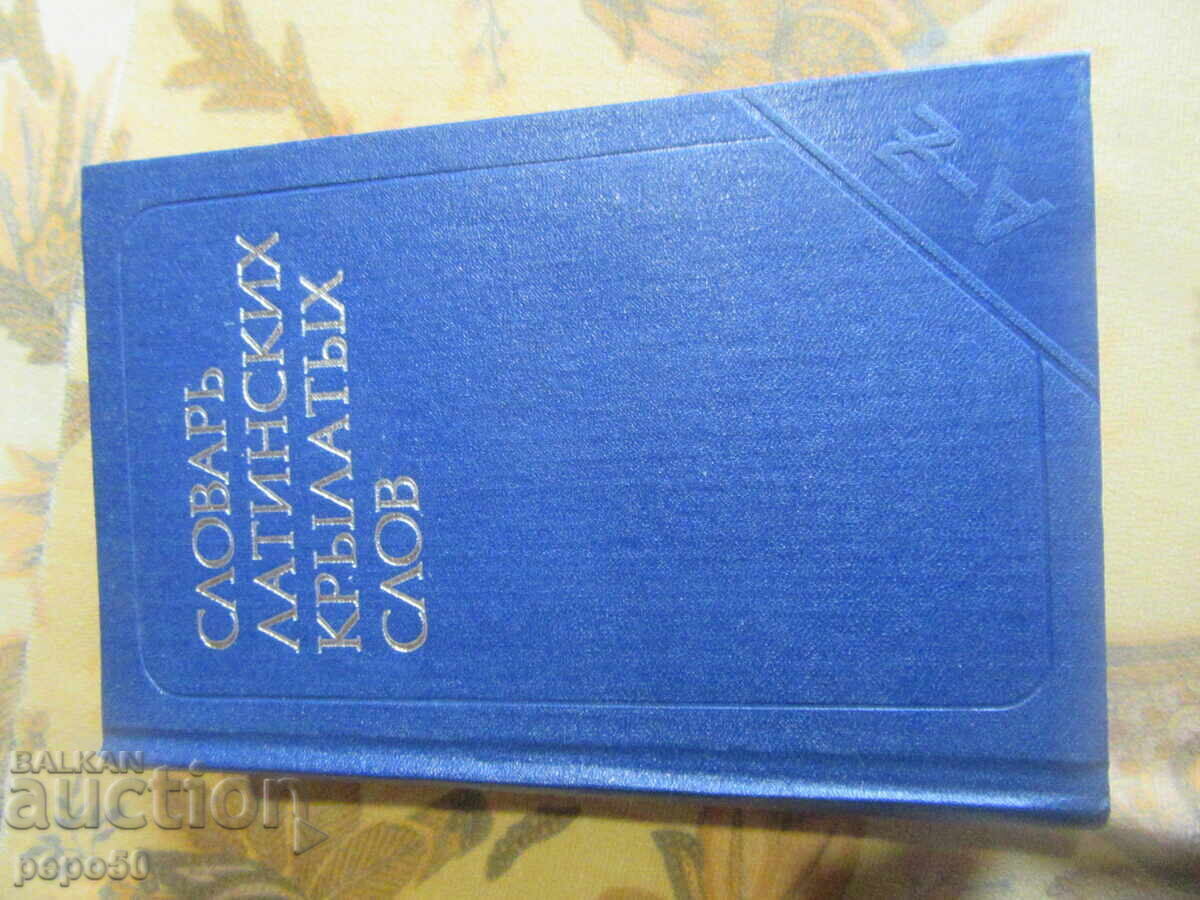 СЛОВАРЬ
ЛАТИНСКИХ
КРЫЛАТЫХ
СЛОВ
A-Z
BALKAN
auction
pepo50